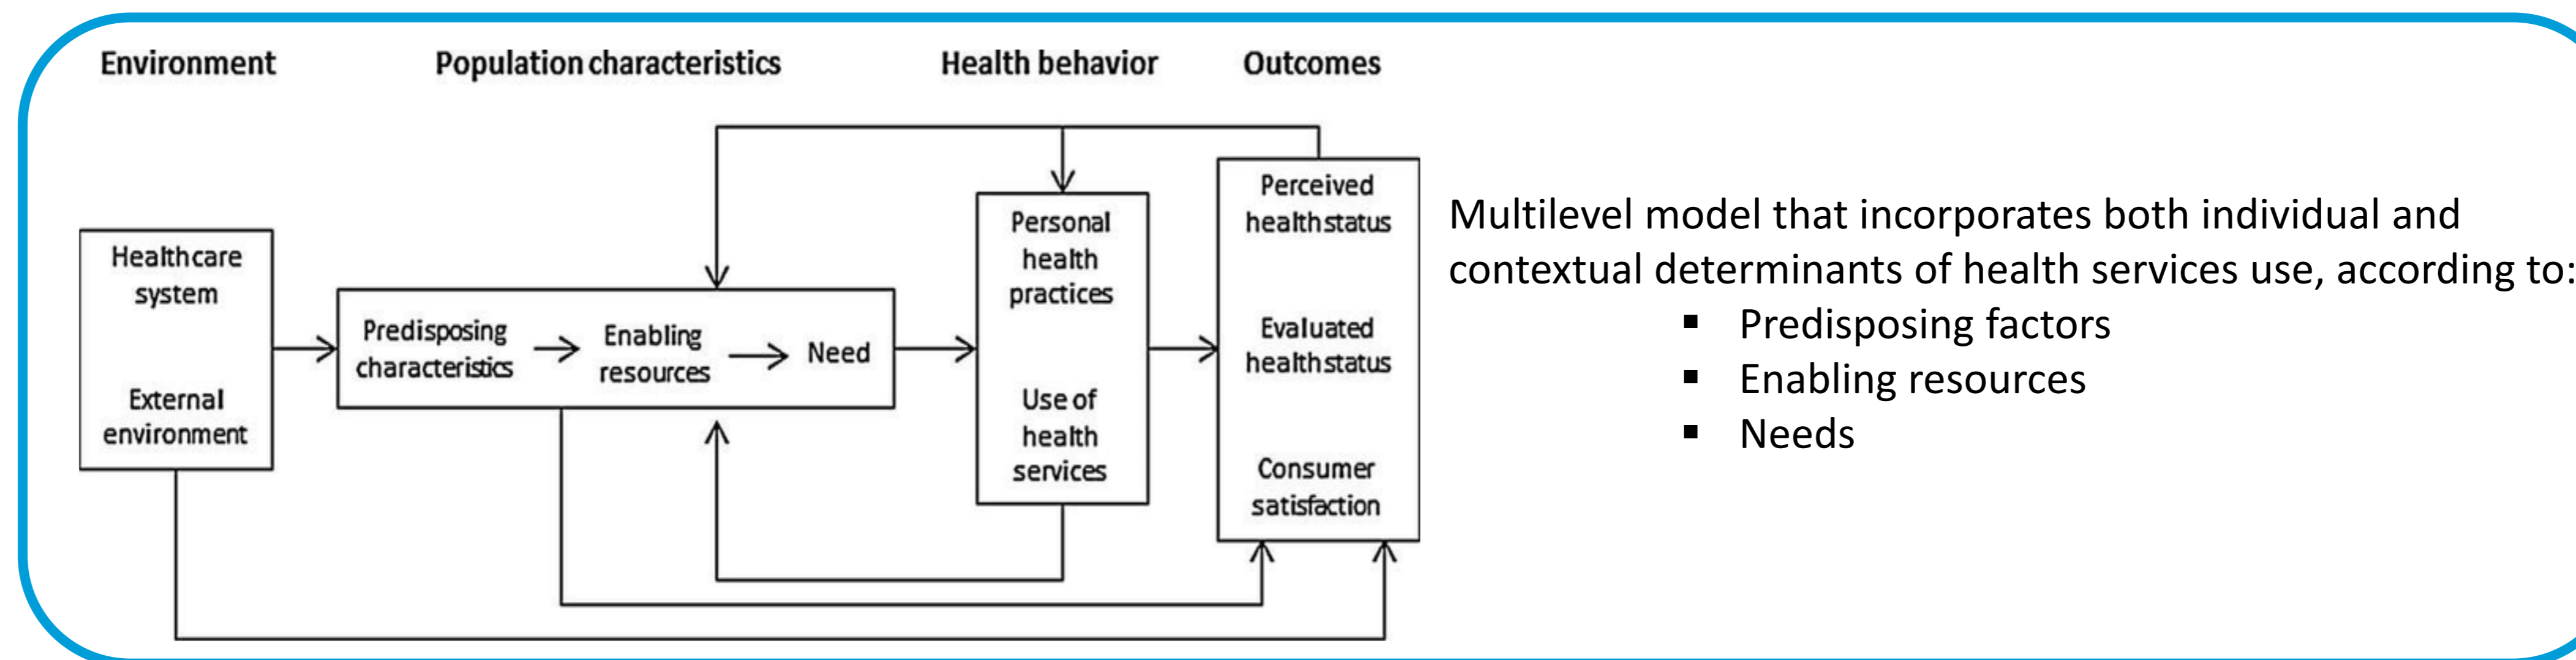 Environment
Population characteristics
Health behavior
Outcomes
Healthcare
system
External
environment
Predisposing
characteristics
Enabling
resources
Need
Personal
health
practices
Use of
health
services
Perceived
health status
Evaluated
health status
Consumer
satisfaction
Multilevel model that incorporates both individual and
contextual determinants of health services use, according to:
▪ Predisposing factors
▪ Enabling resources
▪ Needs